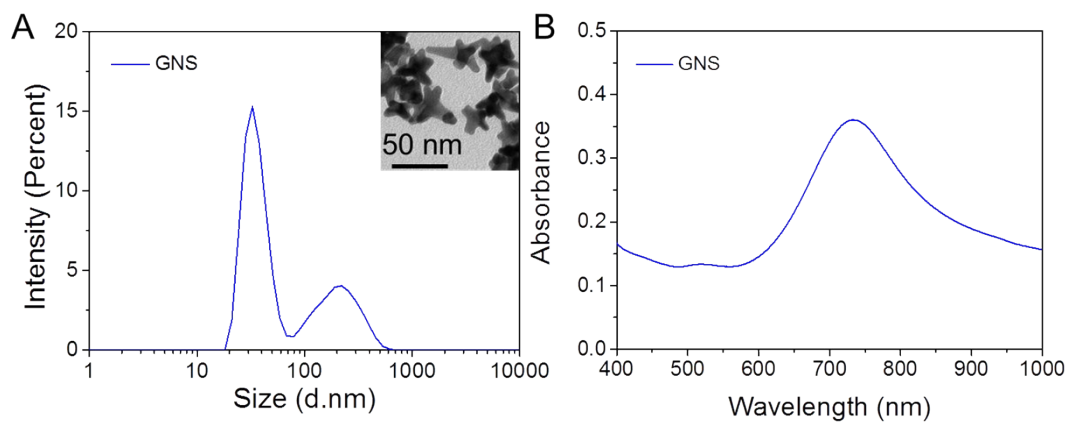 A
20
15
10
5
0
Intensity (Percent)
GNS
50 nm
1
10
100
1000
10000
Size (d.nm)
B
0.5
0.4
0.3
0.2
0.1
0.0
Absorbance
GNS
400
500
600
700
800
900
1000
Wavelength (nm)